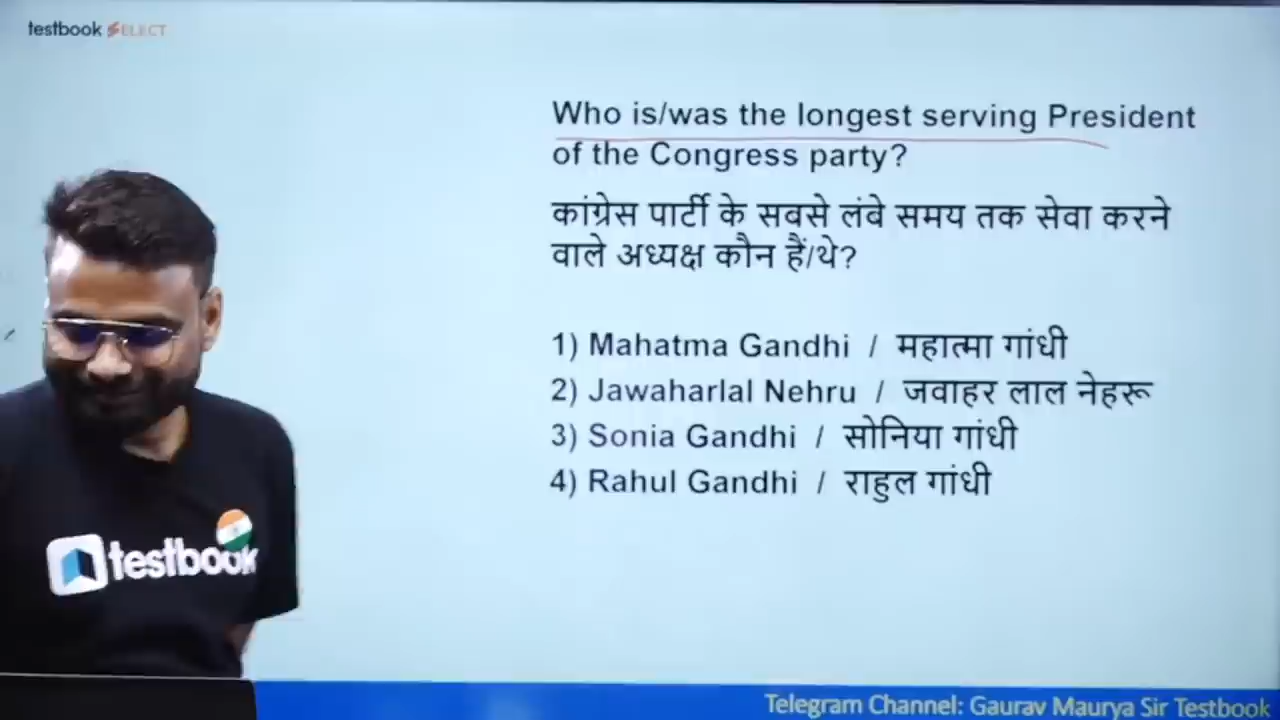 testbook SELECT
Who is/was the longest serving President
of the Congress party?
कांग्रेस पार्टी के सबसे लंबे समय तक सेवा करने
वाले अध्यक्ष कौन हैं/थे?
1) Mahatma Gandhi / महात्मा गांधी
2) Jawaharlal Nehru / जवाहर लाल नेहरू
3) Sonia Gandhi / सोनिया गांधी
4) Rahul Gandhi / राहुल गांधी
testbook
Telegram Channel: Gaurav Maurya Sir Testbook